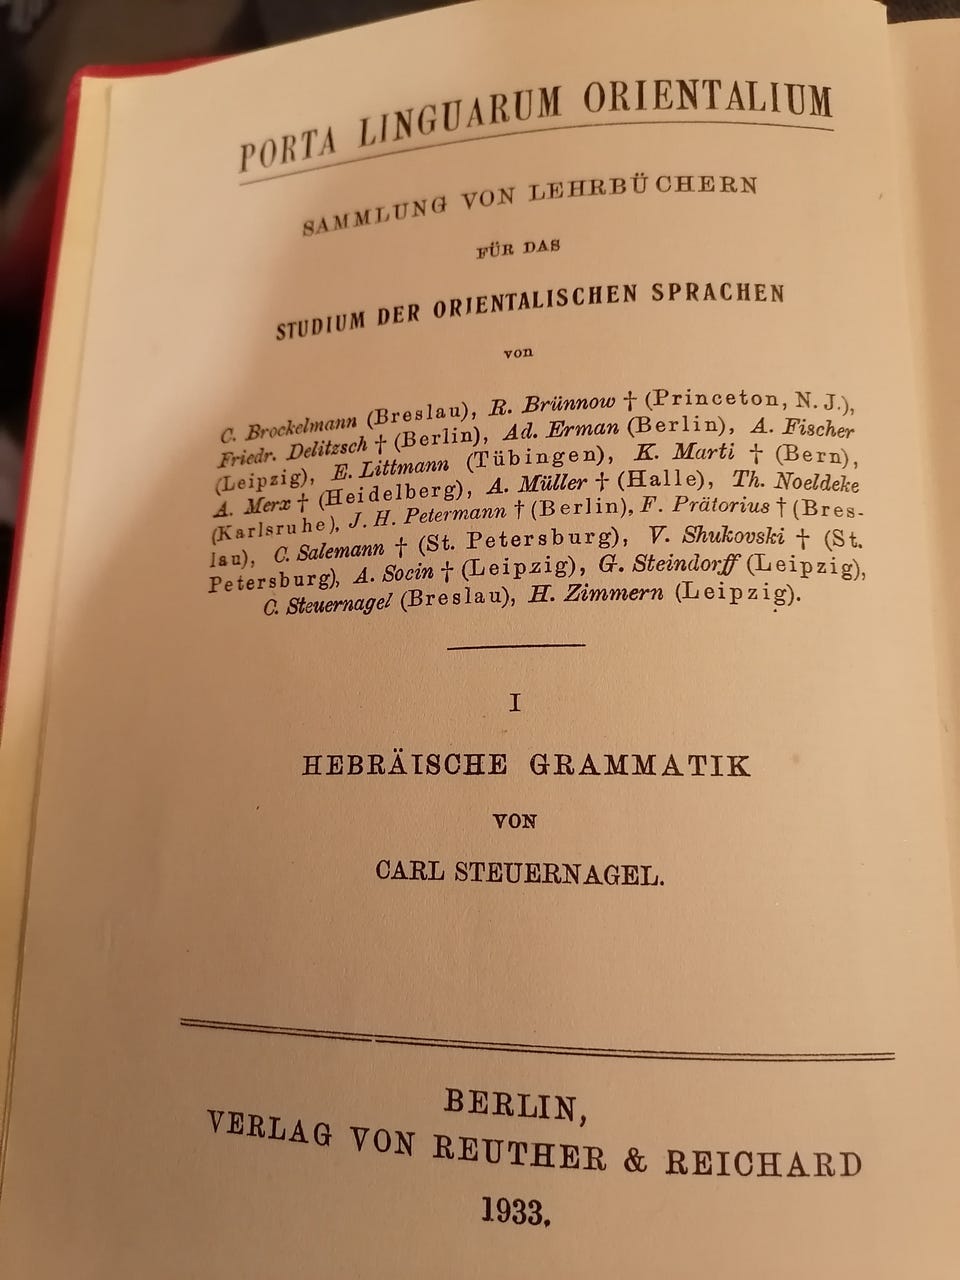 PORTA LINGUARUM ORIENTALIUM
SAMMLUNG VON LEHRBÜCHERN
FÜR DAS
STUDIUM DER ORIENTALISCHEN SPRACHEN
von
C. Brockelmann (Breslau), R. Brünnow † (Princeton, N. J.),
Friedr. Delitzsch † (Berlin), Ad. Erman (Berlin), A. Fischer
(Leipzig), E. Littmann (Tübingen), K. Marti † (Bern),
A. Merx † (Heidelberg), A. Müller † (Halle), Th. Noeldeke
(Karlsruhe), J. H. Petermann † (Berlin), F. Prätorius † (Bres-
lau), C. Salemann † (St. Petersburg), V. Shukovski † (St.
Petersburg), A. Socin † (Leipzig), G. Steindorff (Leipzig),
C. Steuernagel (Breslau), H. Zimmern (Leipzig).
I
HEBRÄISCHE GRAMMATIK
VON
CARL STEUERNAGEL.
BERLIN,
VERLAG VON REUTHER & REICHARD
1933.